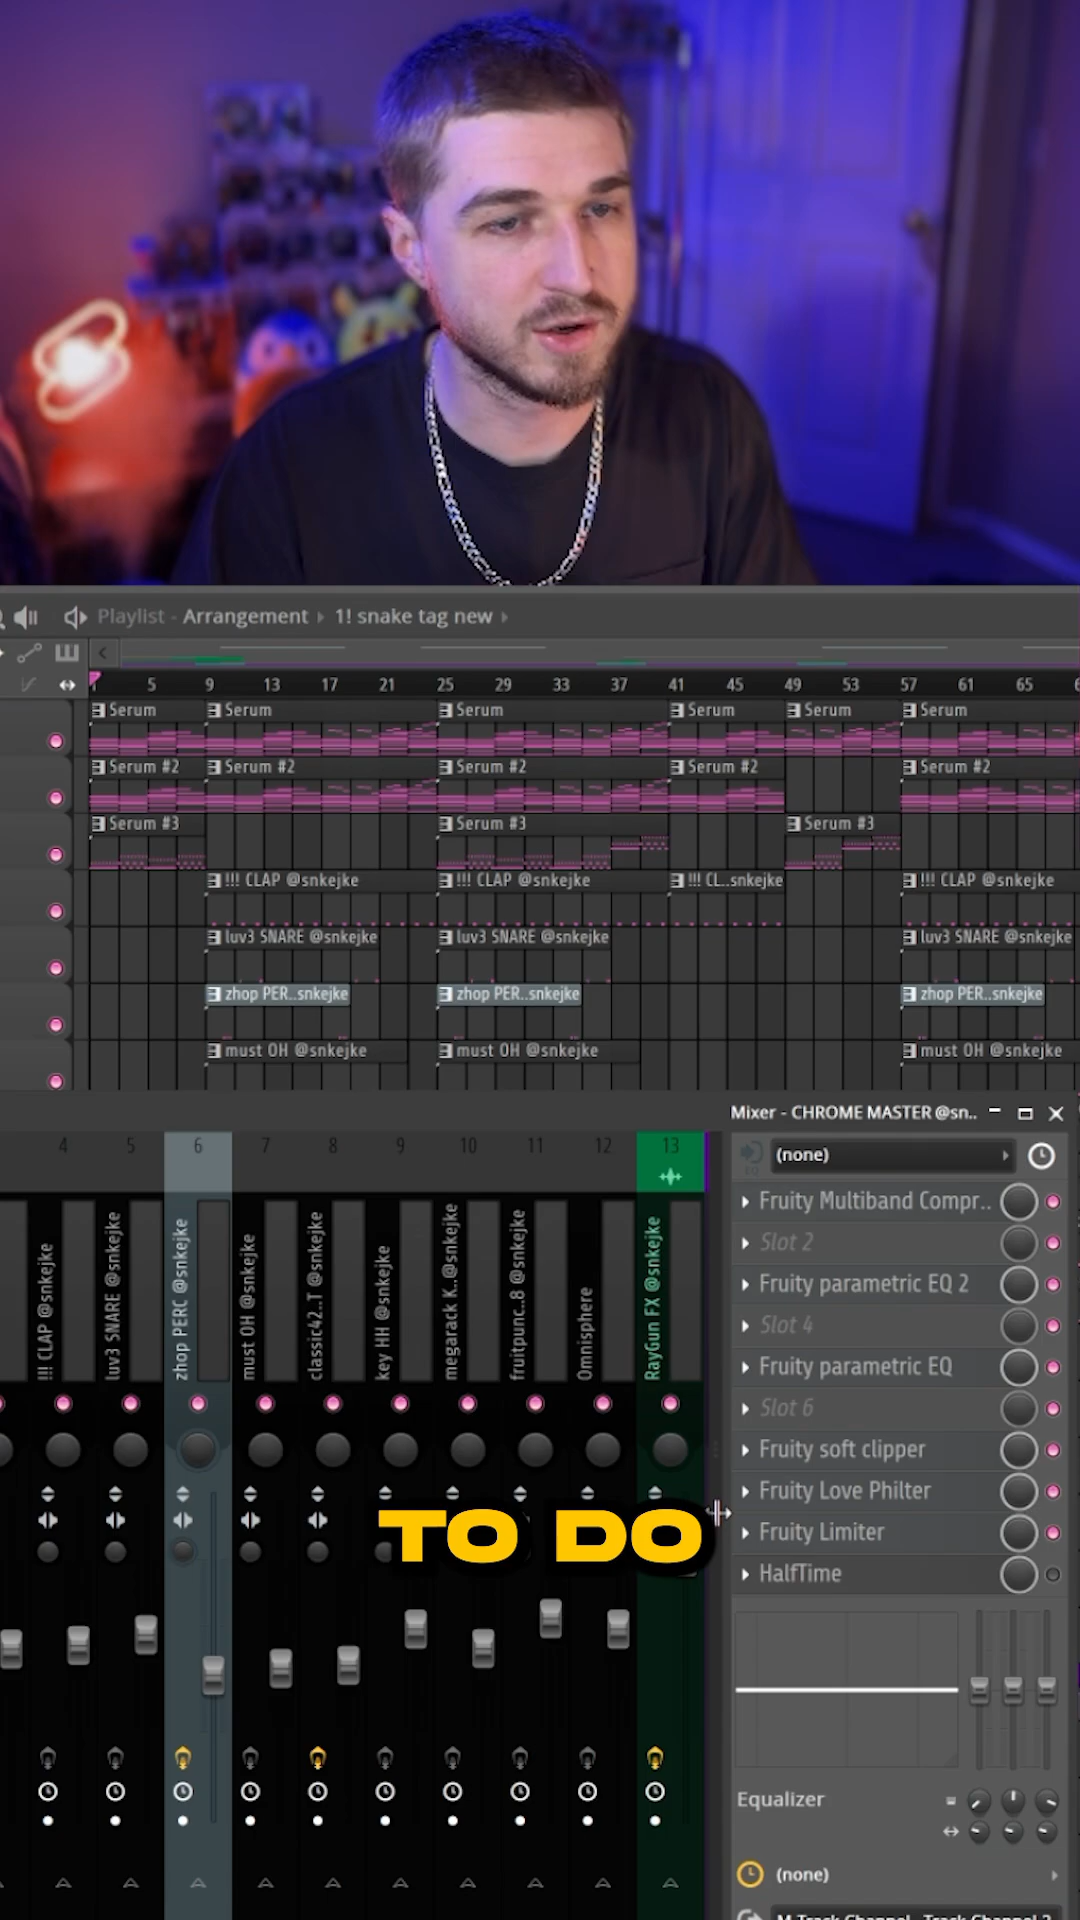 Playlist - Arrangement ▸ 1! snake tag new ▸
5 9 13 17 21 25 29 33 37 41 45 49 53 57 61 65
Serum Serum Serum Serum Serum Serum
Serum #2 Serum #2 Serum #2 Serum #2 Serum #2
Serum #3 Serum #3 Serum #3
!!! CLAP @snkejke !!! CLAP @snkejke !!! CL..snkejke !!! CLAP @snkejke
luv3 SNARE @snkejke luv3 SNARE @snkejke luv3 SNARE @snkejke
zhop PER..snkejke zhop PER..snkejke zhop PER..snkejke
must OH @snkejke must OH @snkejke must OH @snkejke
Mixer - CHROME MASTER @sn..
4 5 6 7 8 9 10 11 12 13
!!! CLAP @snkejke
luv3 SNARE @snkejke
zhop PERC @snkejke
must OH @snkejke
classic42..T @snkejke
key HH @snkejke
megarack K..@snkejke
fruitpunc..8 @snkejke
Omnisphere
RayGun FX @snkejke
(none)
Fruity Multiband Compr..
Slot 2
Fruity parametric EQ 2
Slot 4
Fruity parametric EQ
Slot 6
Fruity soft clipper
Fruity Love Philter
Fruity Limiter
HalfTime
TO DO
Equalizer
(none)